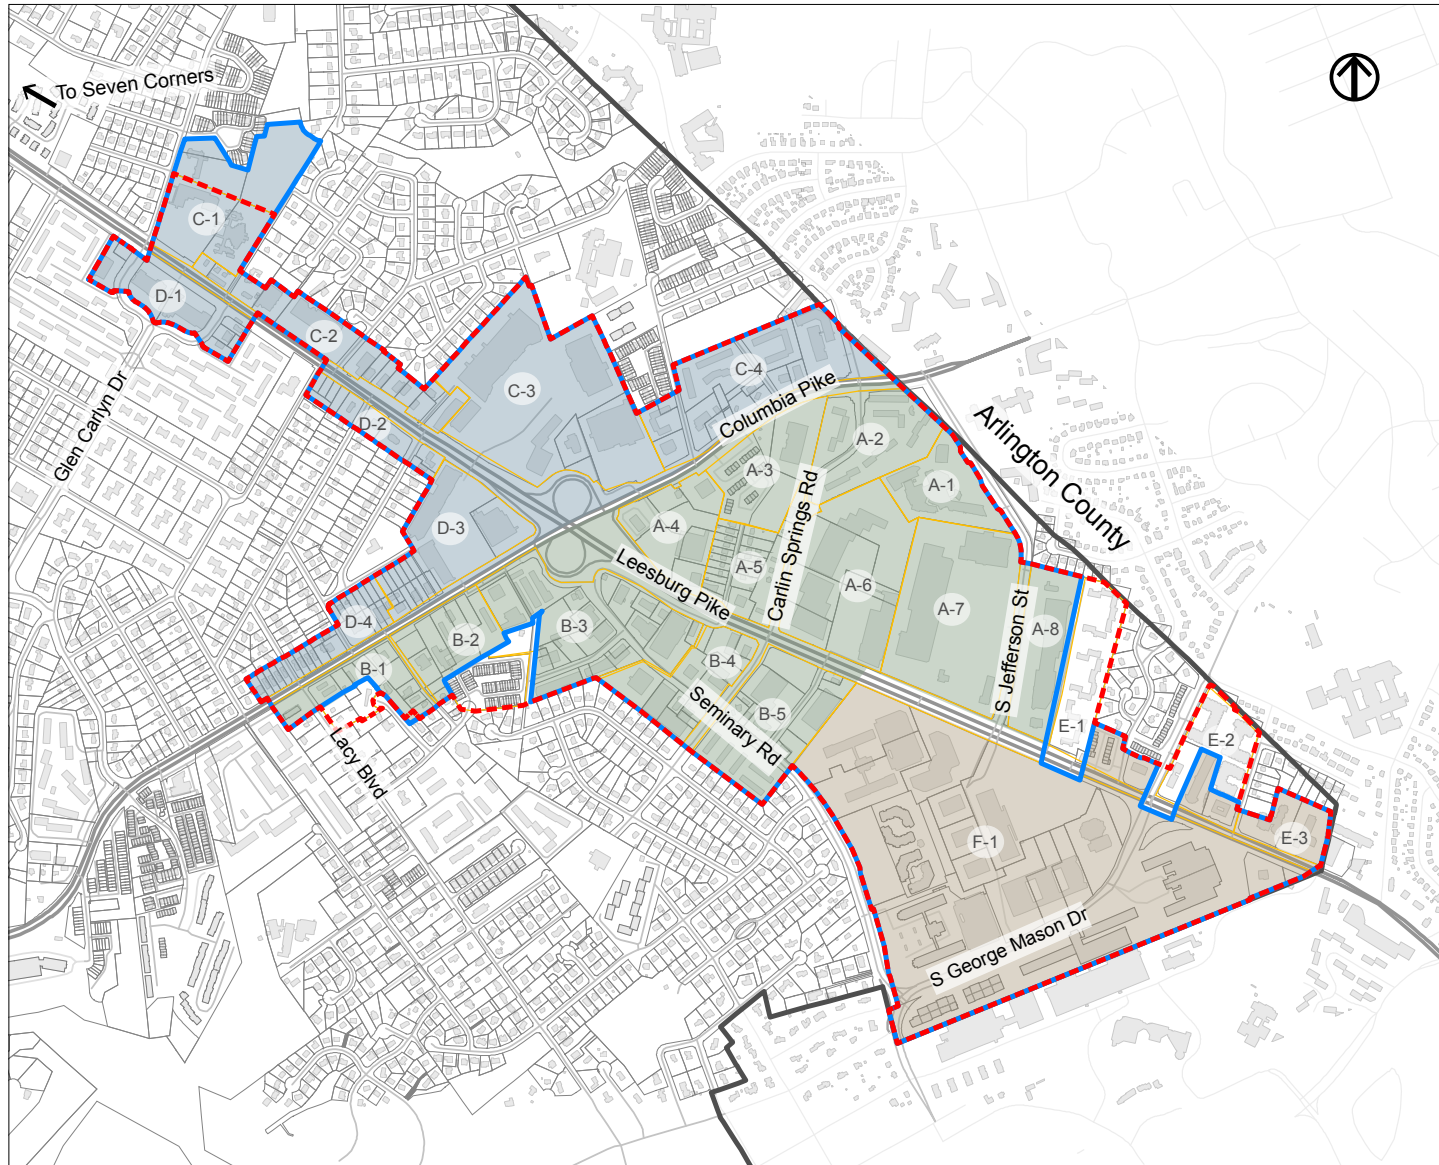 To Seven Corners
C-1
D-1
C-2
Glen Carlyn Dr
C-3
C-4
D-2
Columbia Pike
A-2
A-3
Arlington County
A-1
Carlin Springs Rd
D-3
A-4
A-5
Leesburg Pike
A-6
A-7
S Jefferson St
A-8
D-4
B-2
B-3
B-1
B-4
Seminary Rd
B-5
E-1
E-2
Lacy Blvd
F-1
E-3
S George Mason Dr